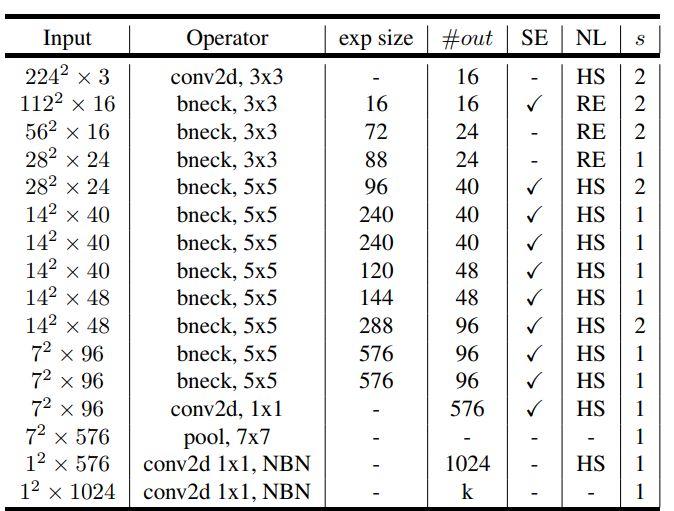 Input Operator exp size #out SE NL s
224² × 3 conv2d, 3x3 - 16 - HS 2
112² × 16 bneck, 3x3 16 16 ✓ RE 2
56² × 16 bneck, 3x3 72 24 - RE 2
28² × 24 bneck, 3x3 88 24 - RE 1
28² × 24 bneck, 5x5 96 40 ✓ HS 2
14² × 40 bneck, 5x5 240 40 ✓ HS 1
14² × 40 bneck, 5x5 240 40 ✓ HS 1
14² × 40 bneck, 5x5 120 48 ✓ HS 1
14² × 48 bneck, 5x5 144 48 ✓ HS 1
14² × 48 bneck, 5x5 288 96 ✓ HS 2
7² × 96 bneck, 5x5 576 96 ✓ HS 1
7² × 96 bneck, 5x5 576 96 ✓ HS 1
7² × 96 conv2d, 1x1 - 576 ✓ HS 1
7² × 576 pool, 7x7 - - - - 1
1² × 576 conv2d 1x1, NBN - 1024 - HS 1
1² × 1024 conv2d 1x1, NBN - k - - 1